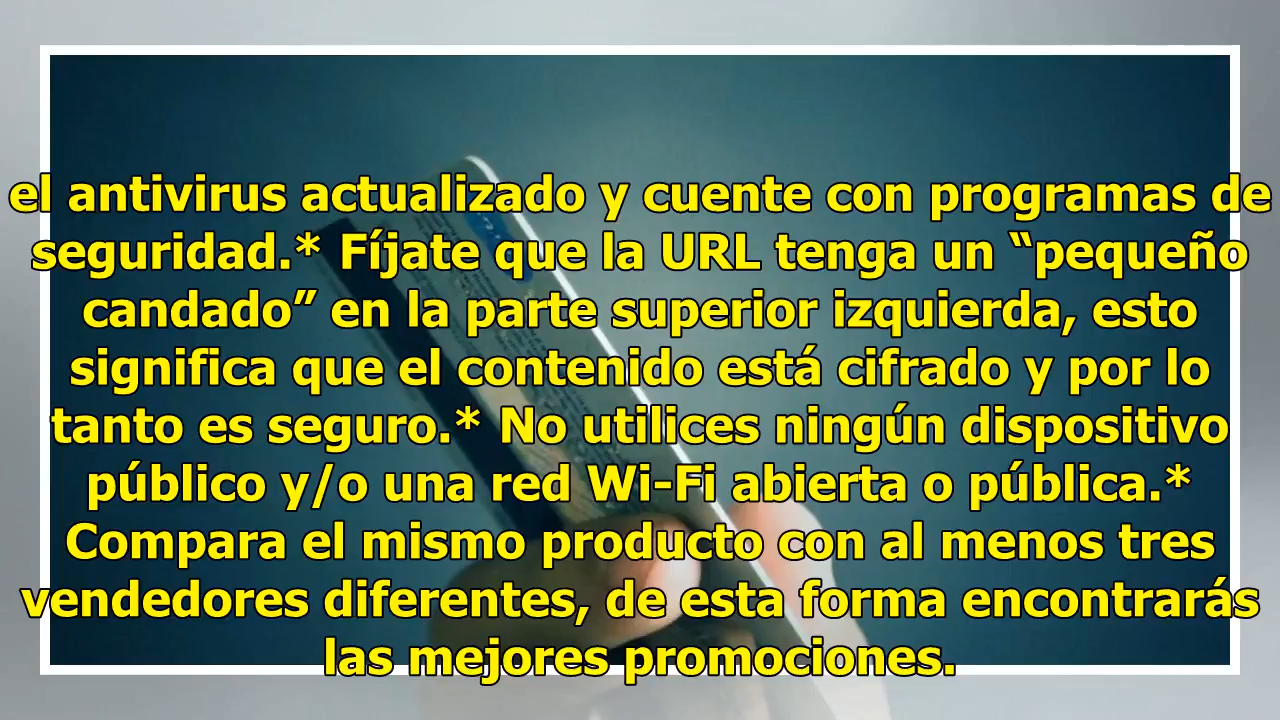 el antivirus actualizado y cuente con programas de
seguridad.* Fíjate que la URL tenga un “pequeño
candado” en la parte superior izquierda, esto
significa que el contenido está cifrado y por lo
tanto es seguro.* No utilices ningún dispositivo
público y/o una red Wi-Fi abierta o pública.*
Compara el mismo producto con al menos tres
vendedores diferentes, de esta forma encontrarás
las mejores promociones.